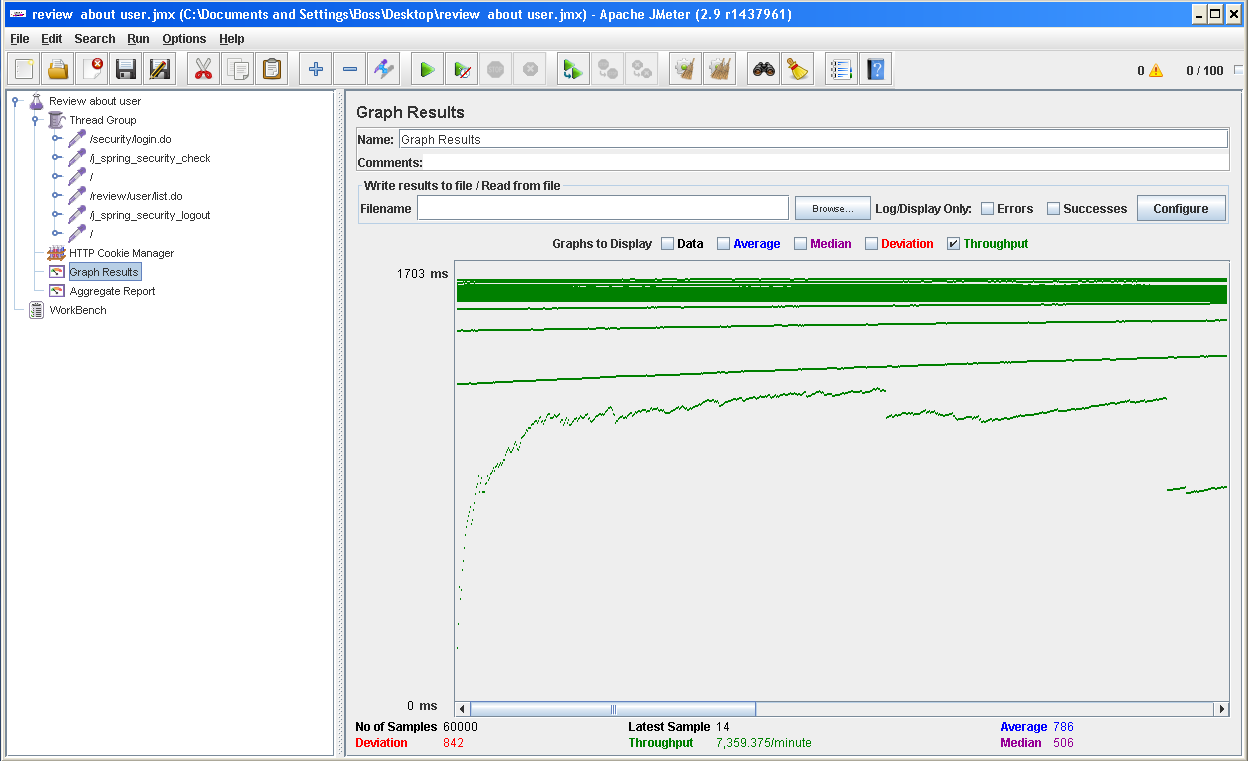 review  about user.jmx (C:\Documents and Settings\Boss\Desktop\review  about user.jmx) - Apache JMeter (2.9 r1437961)
File Edit Search Run Options Help
0 0 / 100
Review about user
Thread Group
/security/login.do
/j_spring_security_check
/
/review/user/list.do
/j_spring_security_logout
/
HTTP Cookie Manager
Graph Results
Aggregate Report
WorkBench
Graph Results
Name: Graph Results
Comments:
Write results to file / Read from file
Filename Browse... Log/Display Only: Errors Successes Configure
Graphs to Display Data Average Median Deviation Throughput
1703 ms
0 ms
No of Samples 60000 Latest Sample 14 Average 786
Deviation 842 Throughput 7,359.375/minute Median 506